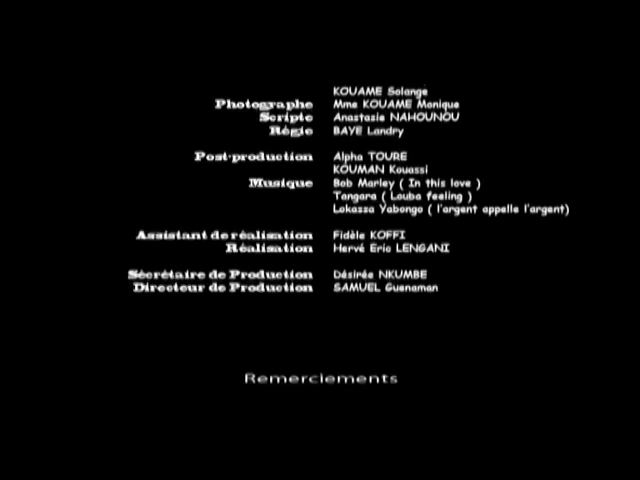 KOUAME Solange
Photographe Mme KOUAME Monique
Scripte Anastasie NAHOUNOU
Régie BAYE Landry
Post-production Alpha TOURE
KOUMAN Kouassi
Musique Bob Marley ( In this love )
Tangara ( Louba feeling )
Lokassa Yabongo ( l'argent appelle l'argent)
Assistant de réalisation Fidèle KOFFI
Réalisation Hervé Eric LENGANI
Sécrétaire de Production Désirée NKUMBE
Directeur de Production SAMUEL Guenaman
Remerciements